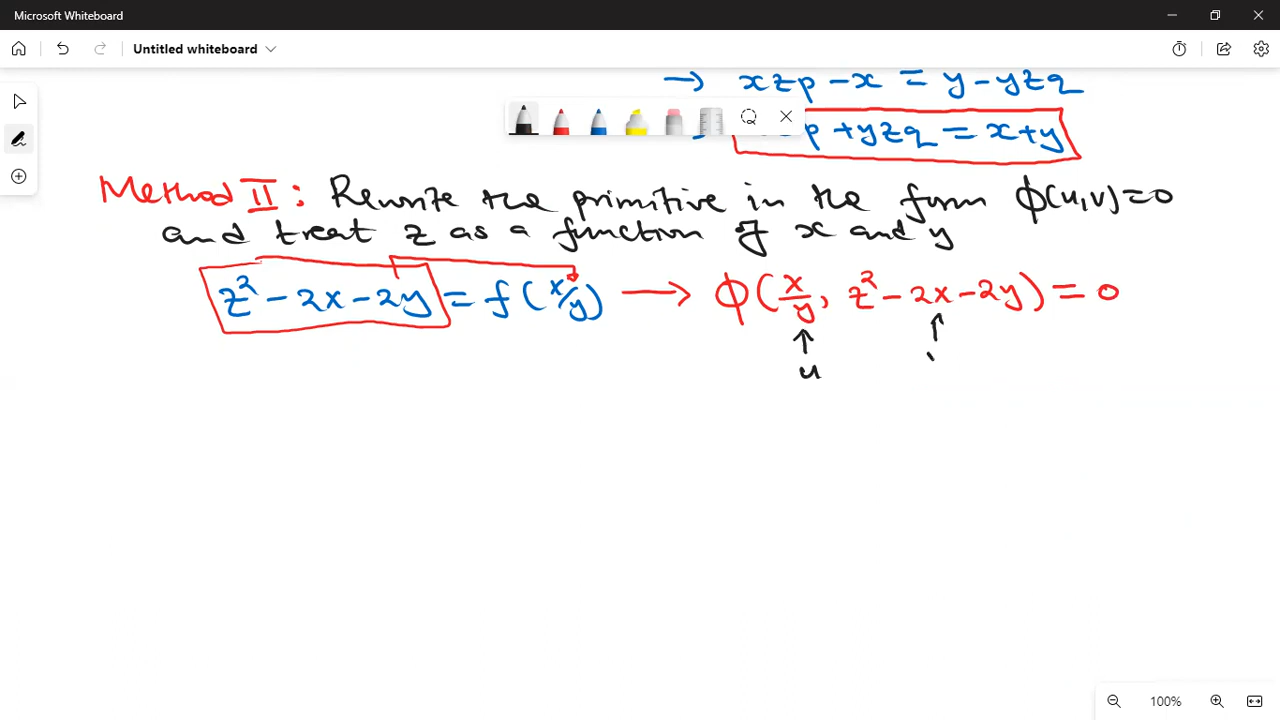 Microsoft Whiteboard
Untitled whiteboard
→ xzp - x = y - yzq
p + yzq = x + y
Method II: Rewrite the primitive in the form ϕ(u,v)=0
and treat z as a function of x and y
z² - 2x - 2y = f(x/y) → ϕ(x/y, z² - 2x - 2y) = 0
u
100%